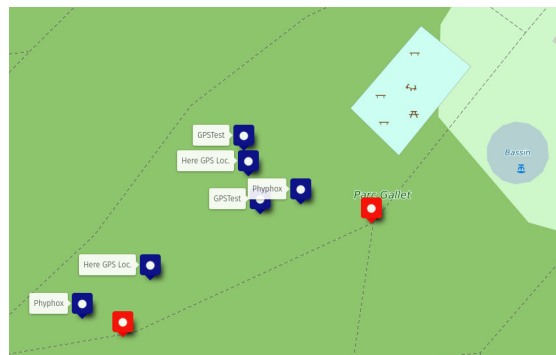 GPSTest
Here GPS Loc.
GPSTest
Phyphox
Parc Gallet
Bassin
Here GPS Loc.
Phyphox